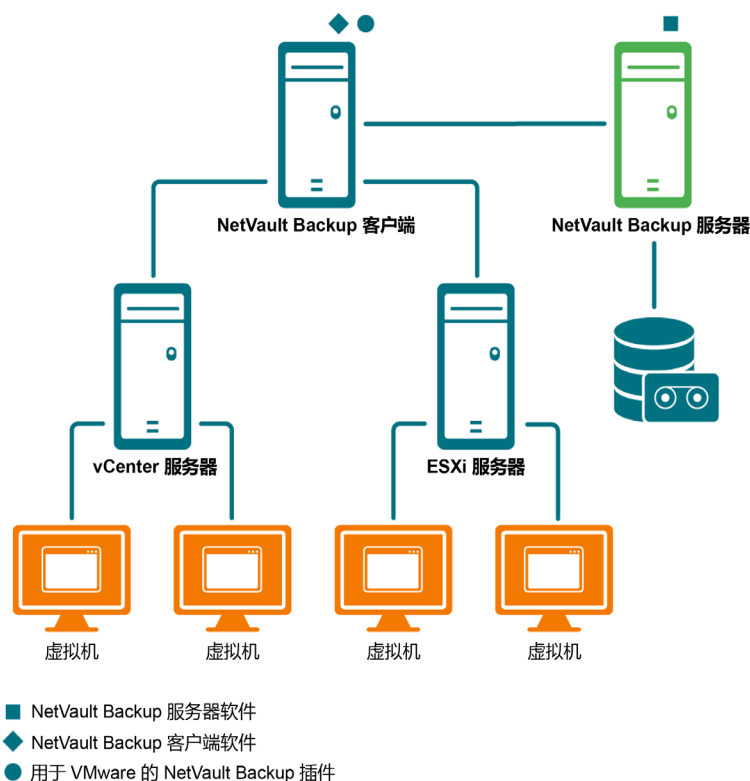 NetVault Backup 客户端
NetVault Backup 服务器
vCenter 服务器
ESXi 服务器
虚拟机
虚拟机
虚拟机
虚拟机
NetVault Backup 服务器软件
NetVault Backup 客户端软件
用于 VMware 的 NetVault Backup 插件